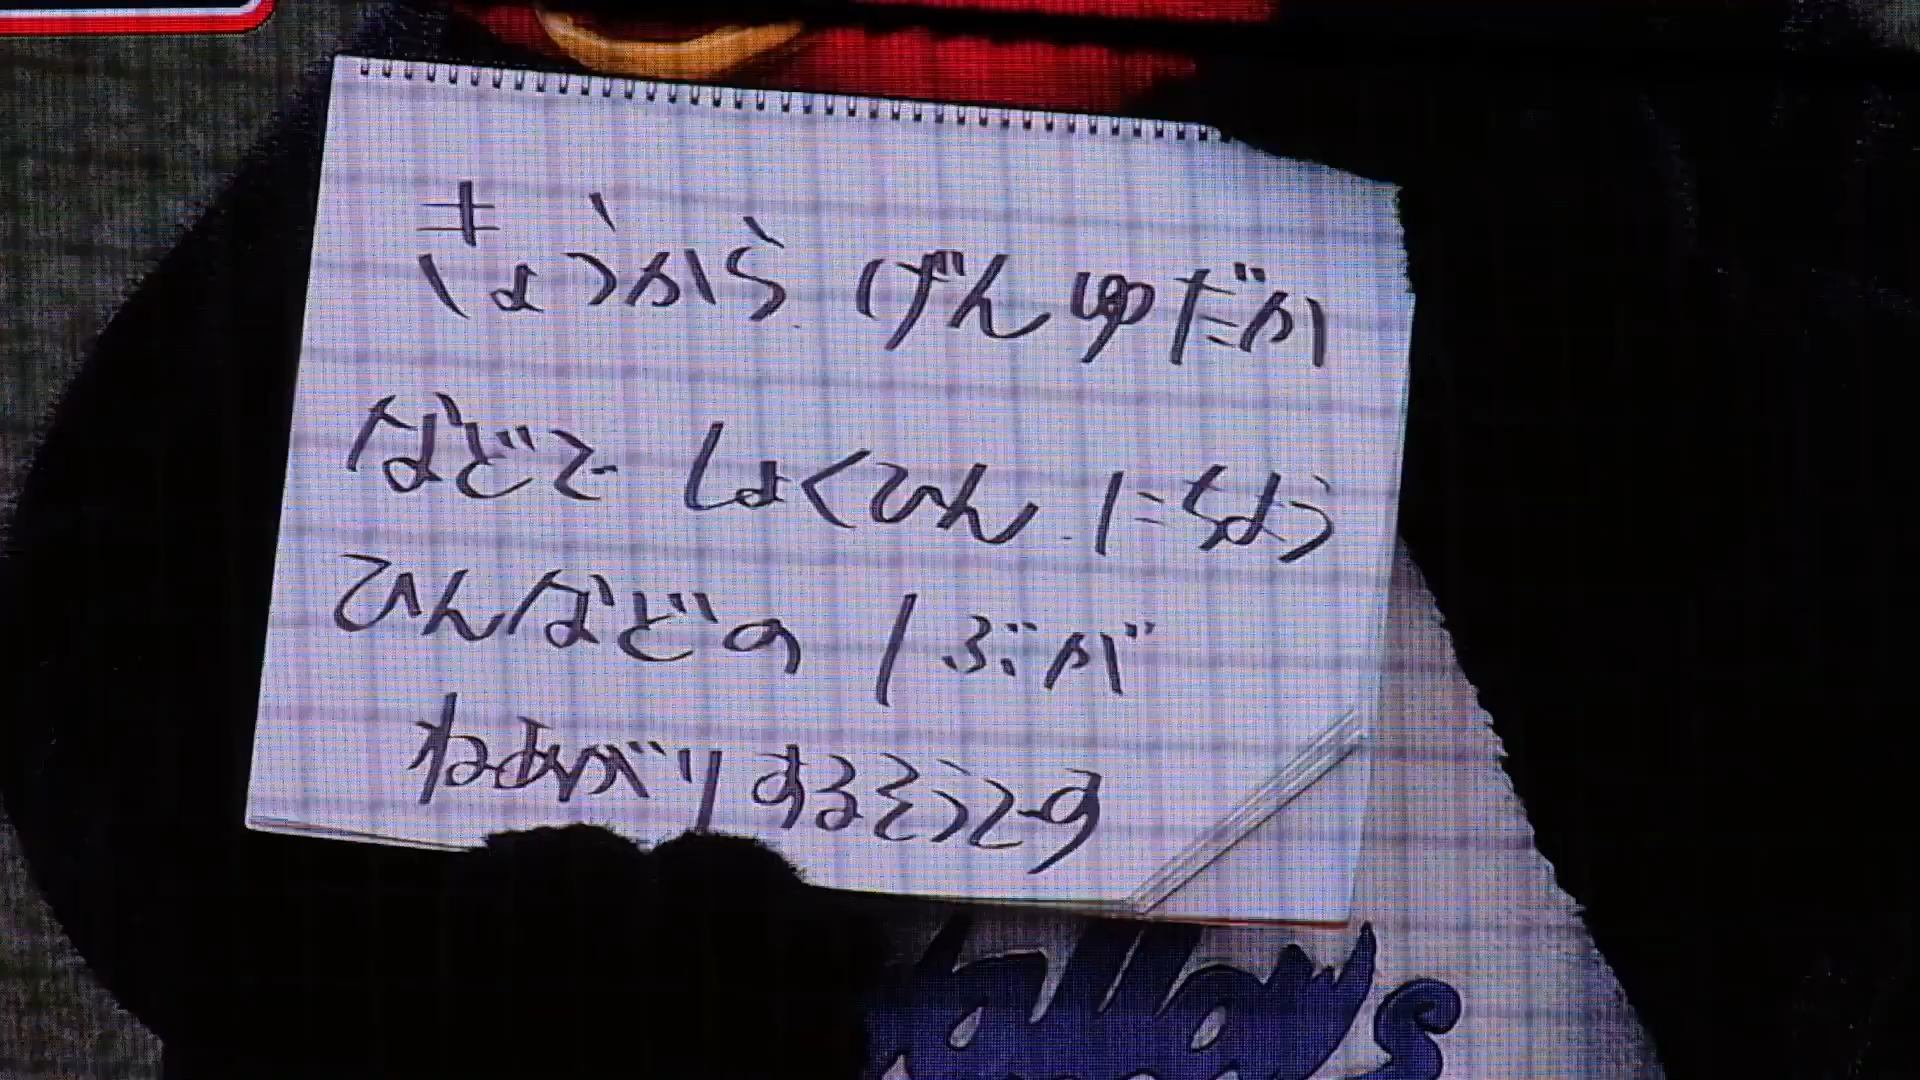 きょうから げんゆだか
などで しょくひん にちよう
ひんなどの 1ぶが
ねあがりするそうです
allows